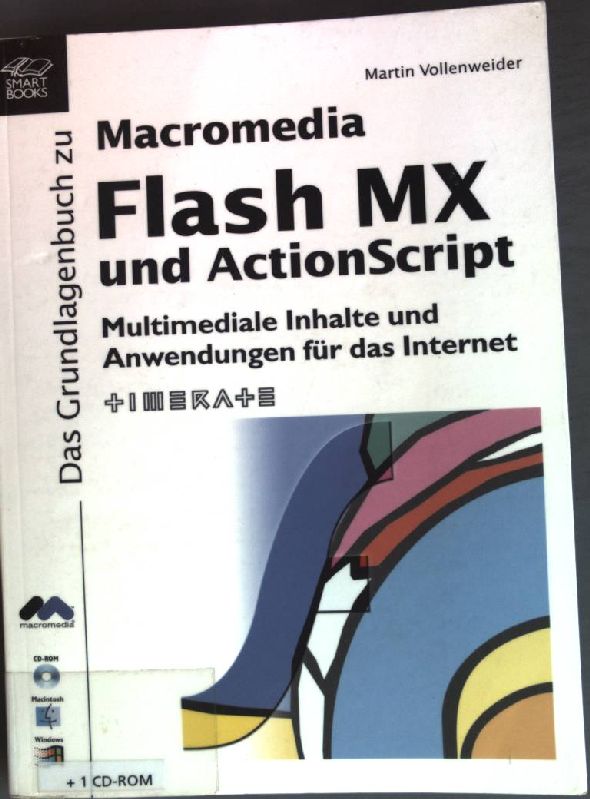 SMART
BOOKS
Martin Vollenweider
Das Grundlagenbuch zu
Macromedia
Flash MX
und ActionScript
Multimediale Inhalte und
Anwendungen für das Internet
TIMERATE
macromedia
CD-ROM
Macintosh
Windows
+ 1 CD-ROM